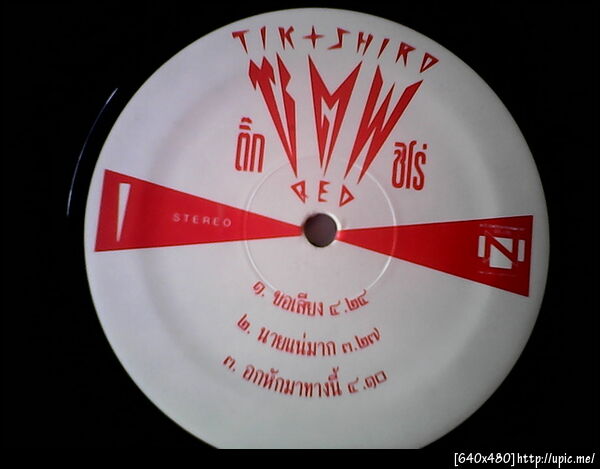 TIK + SHIRO
ติ๊ก
ชิโร่
RED
STEREO
๑. ขอเสียง ๔.๒๔
๒. นายแน่มาก ๓.๒๗
๓. อกหักมาทางนี้ ๔.๑๐
[640x480]http://upic.me/